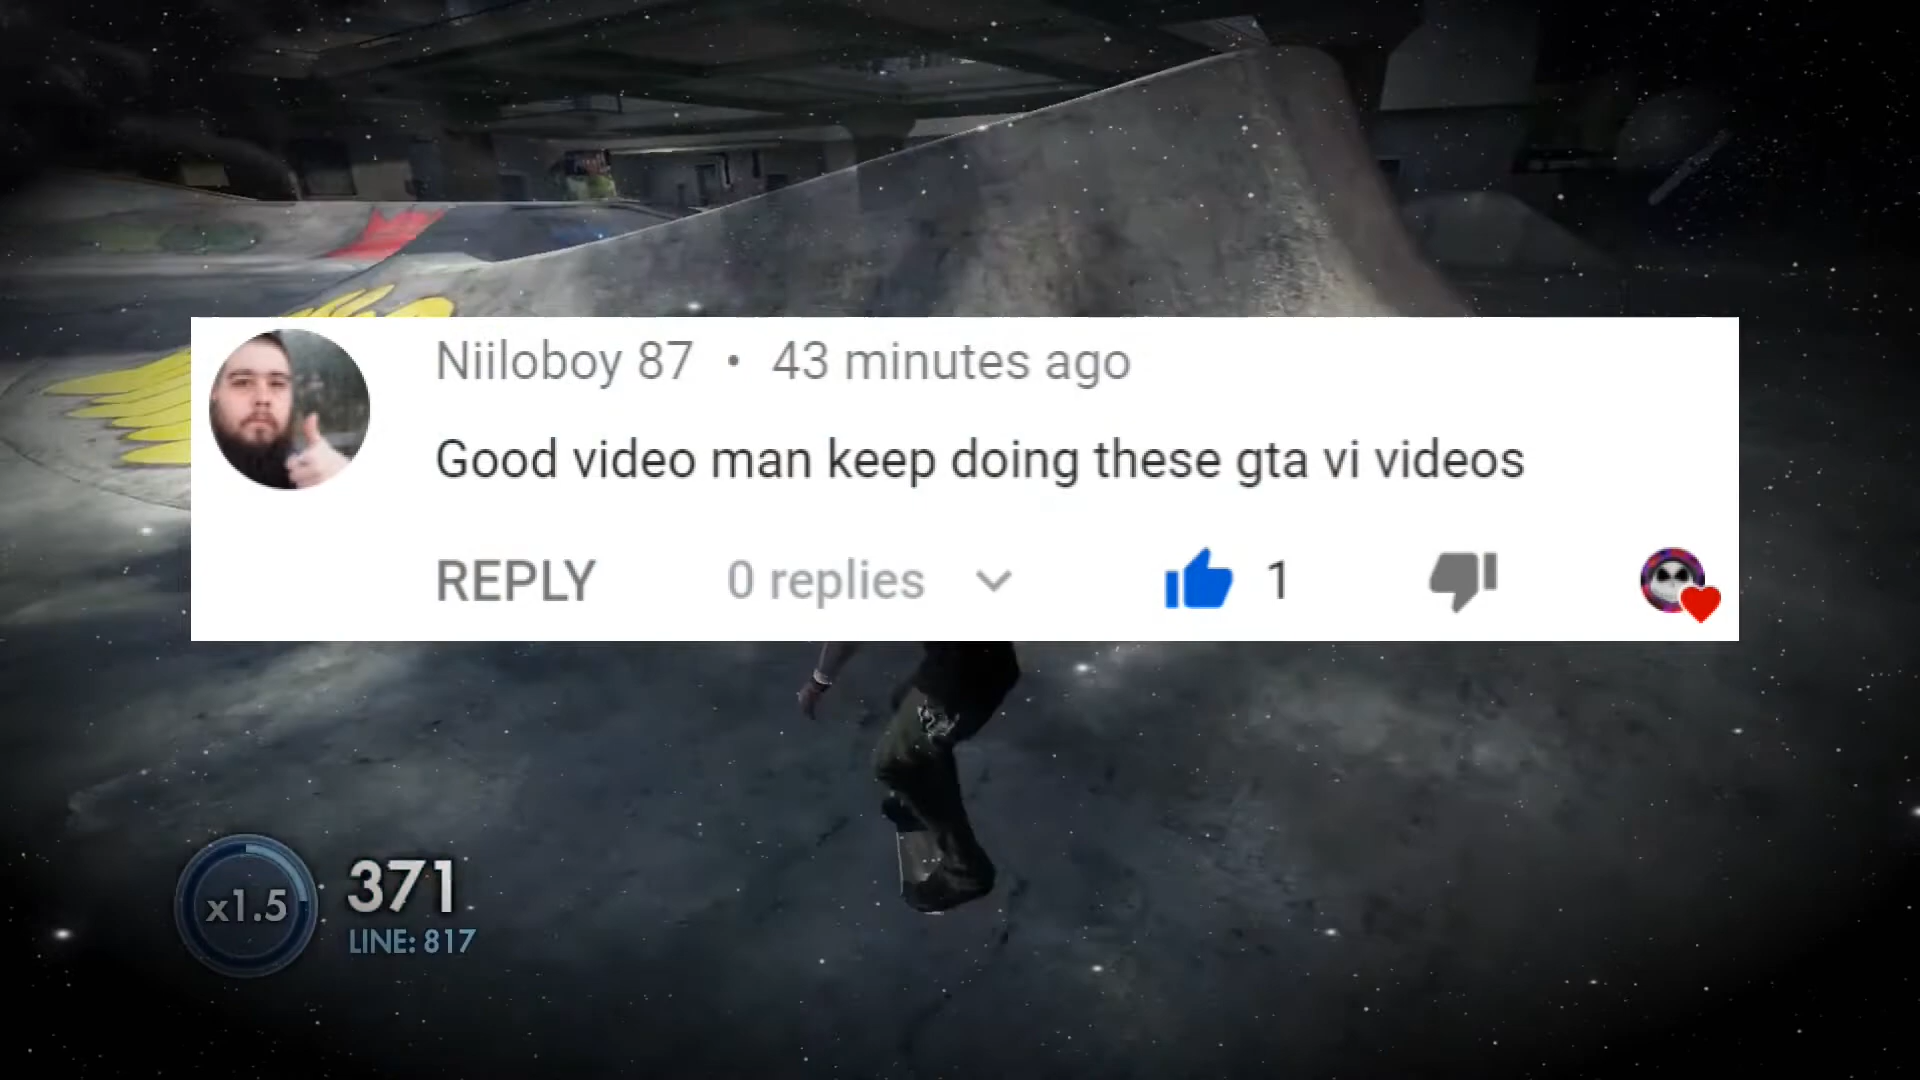 Niiloboy 87 • 43 minutes ago
Good video man keep doing these gta vi videos
REPLY 0 replies 1
x1.5 371
LINE: 817